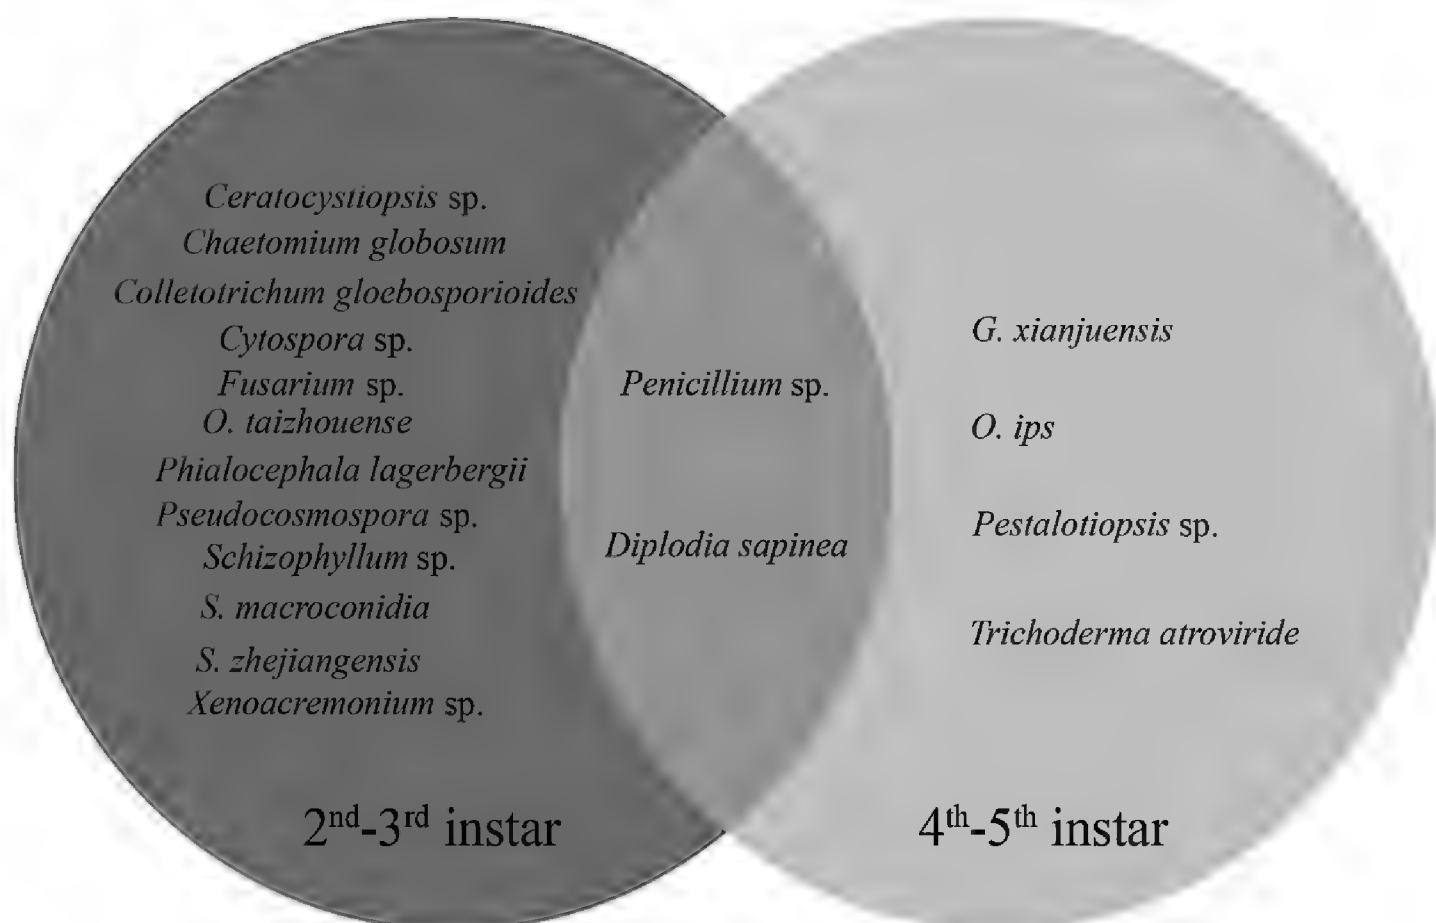 Ceratocystiopsis sp.
Chaetomium globosum
Colletotrichum gloebosporioides
Cytospora sp.
Fusarium sp.
O. taizhouense
Phialocephala lagerbergii
Pseudocosmospora sp.
Schizophyllum sp.
S. macroconidia
S. zhejiangensis
Xenoacremonium sp.
2nd-3rd instar
Penicillium sp.
Diplodia sapinea
G. xianjuensis
O. ips
Pestalotiopsis sp.
Trichoderma atroviride
4th-5th instar